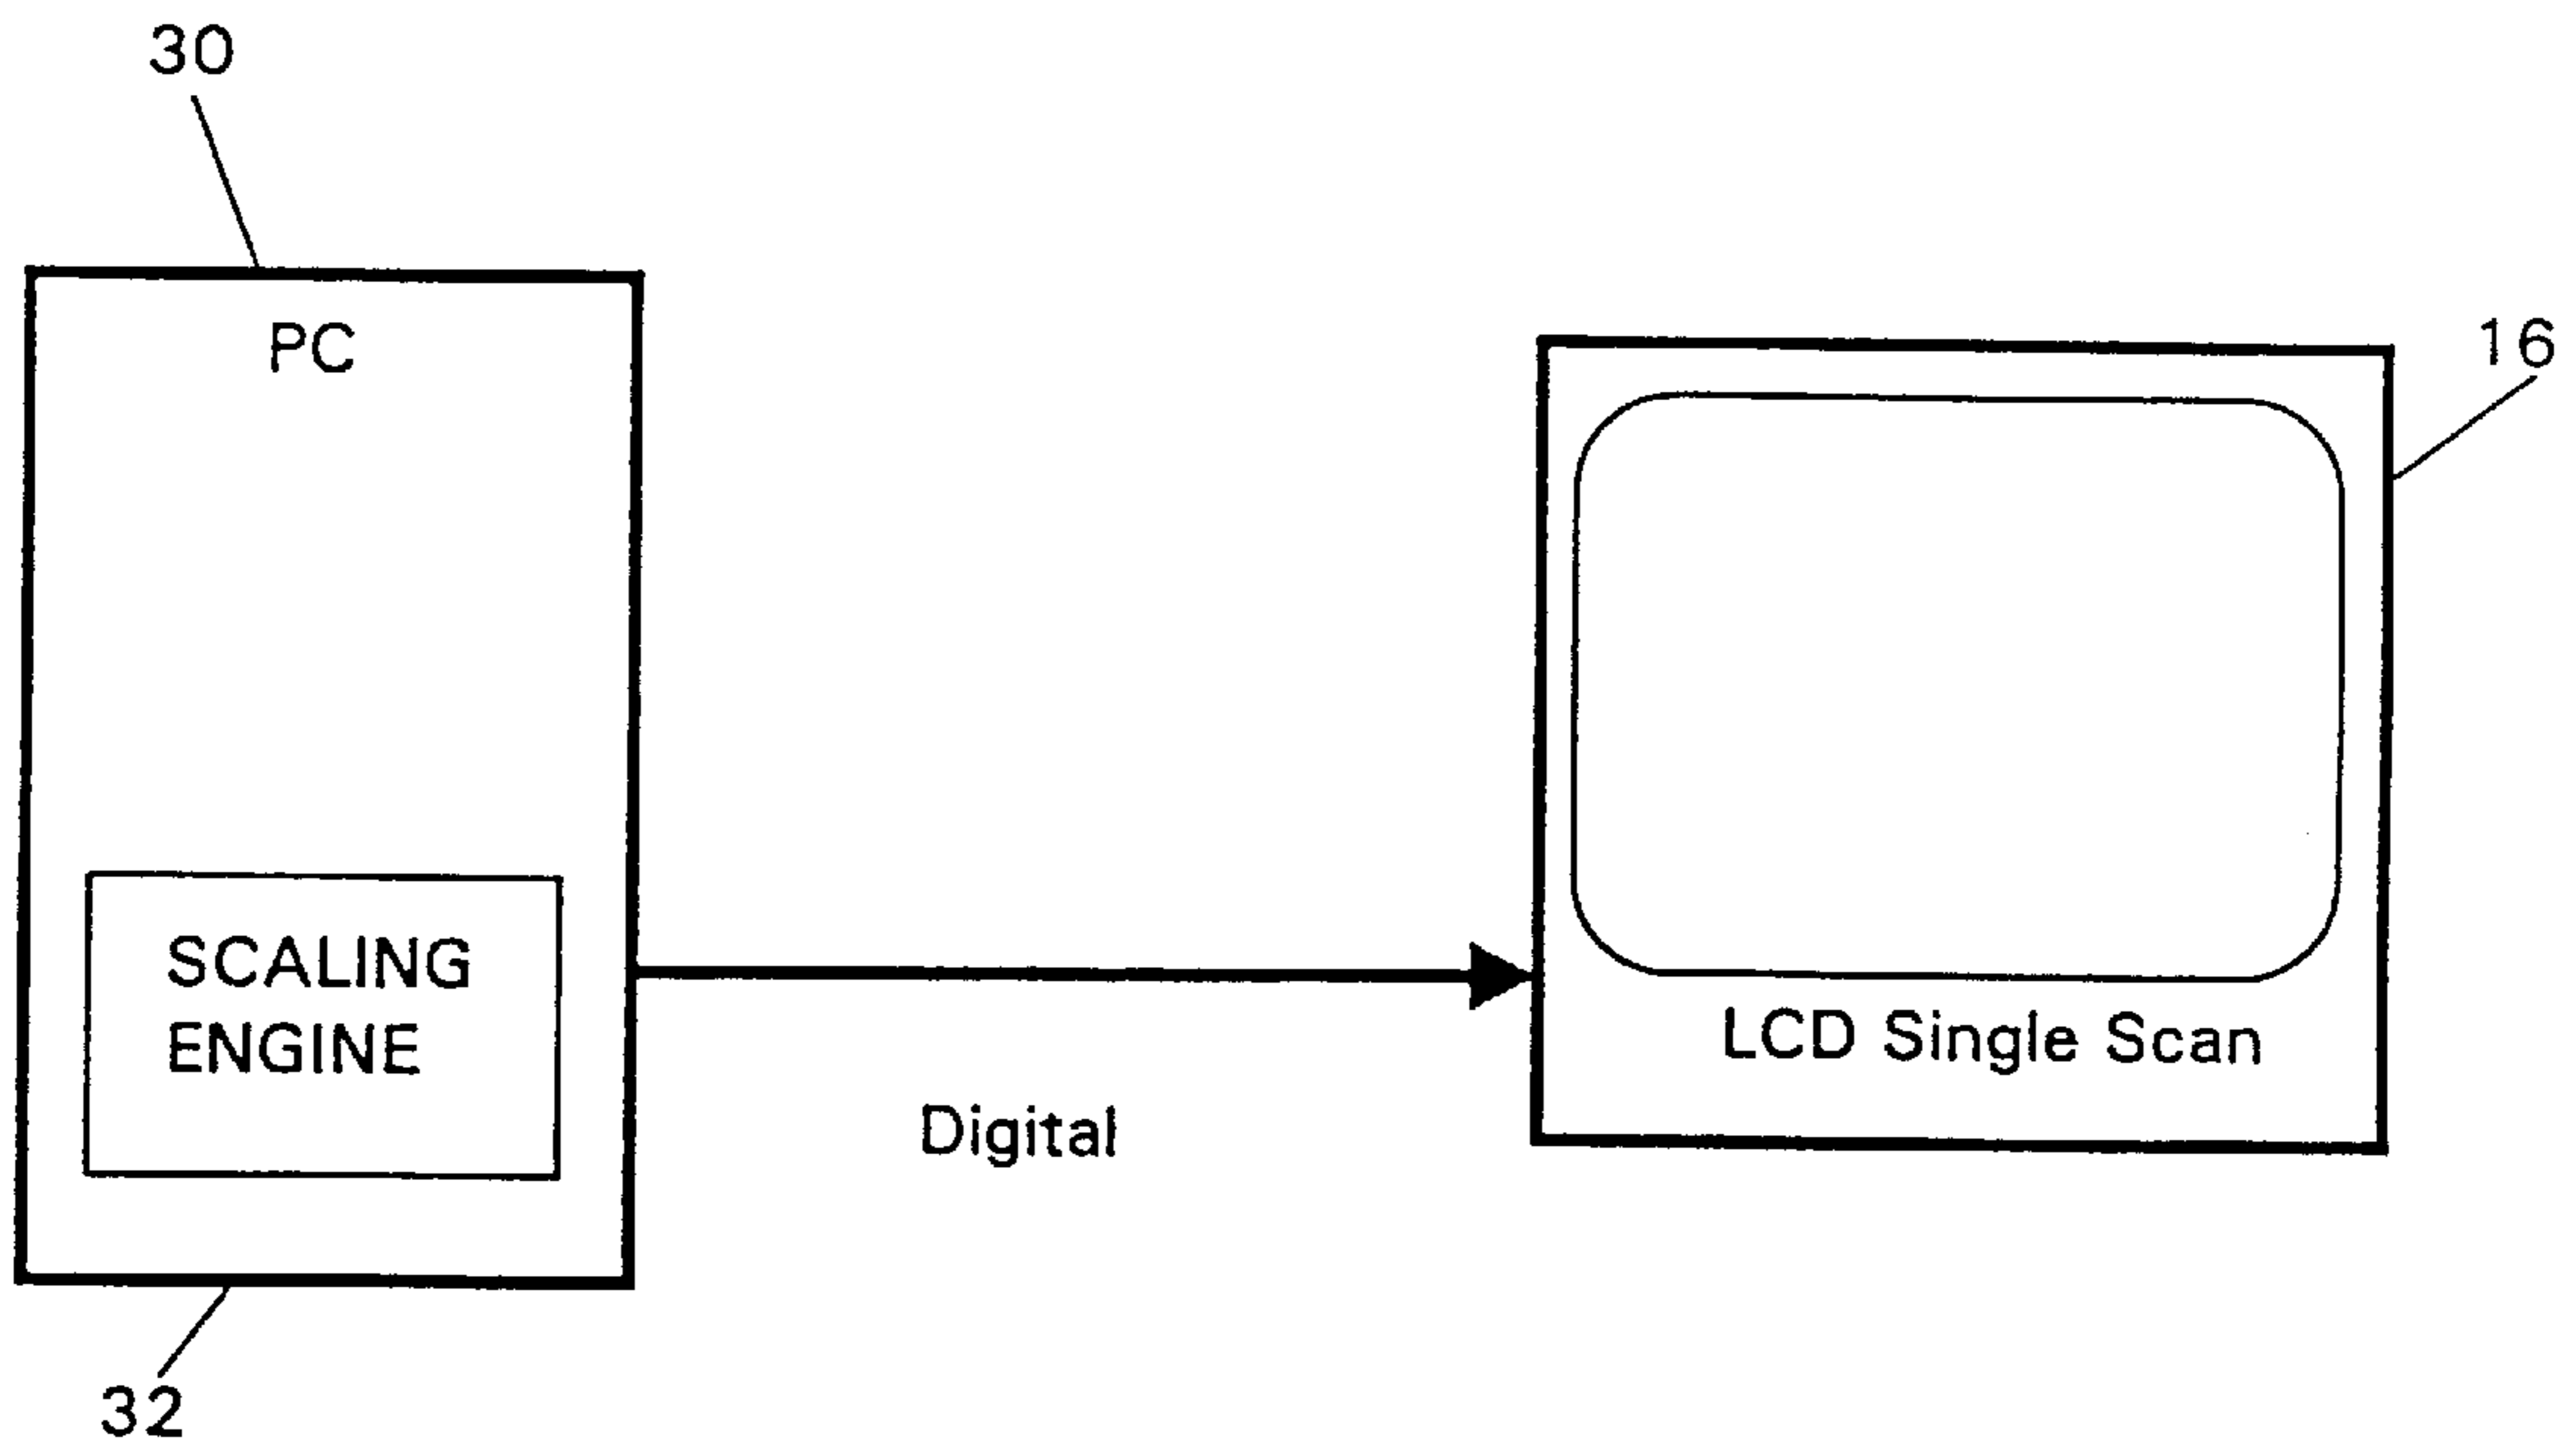 30
PC
16
SCALING
ENGINE
LCD Single Scan
Digital
32